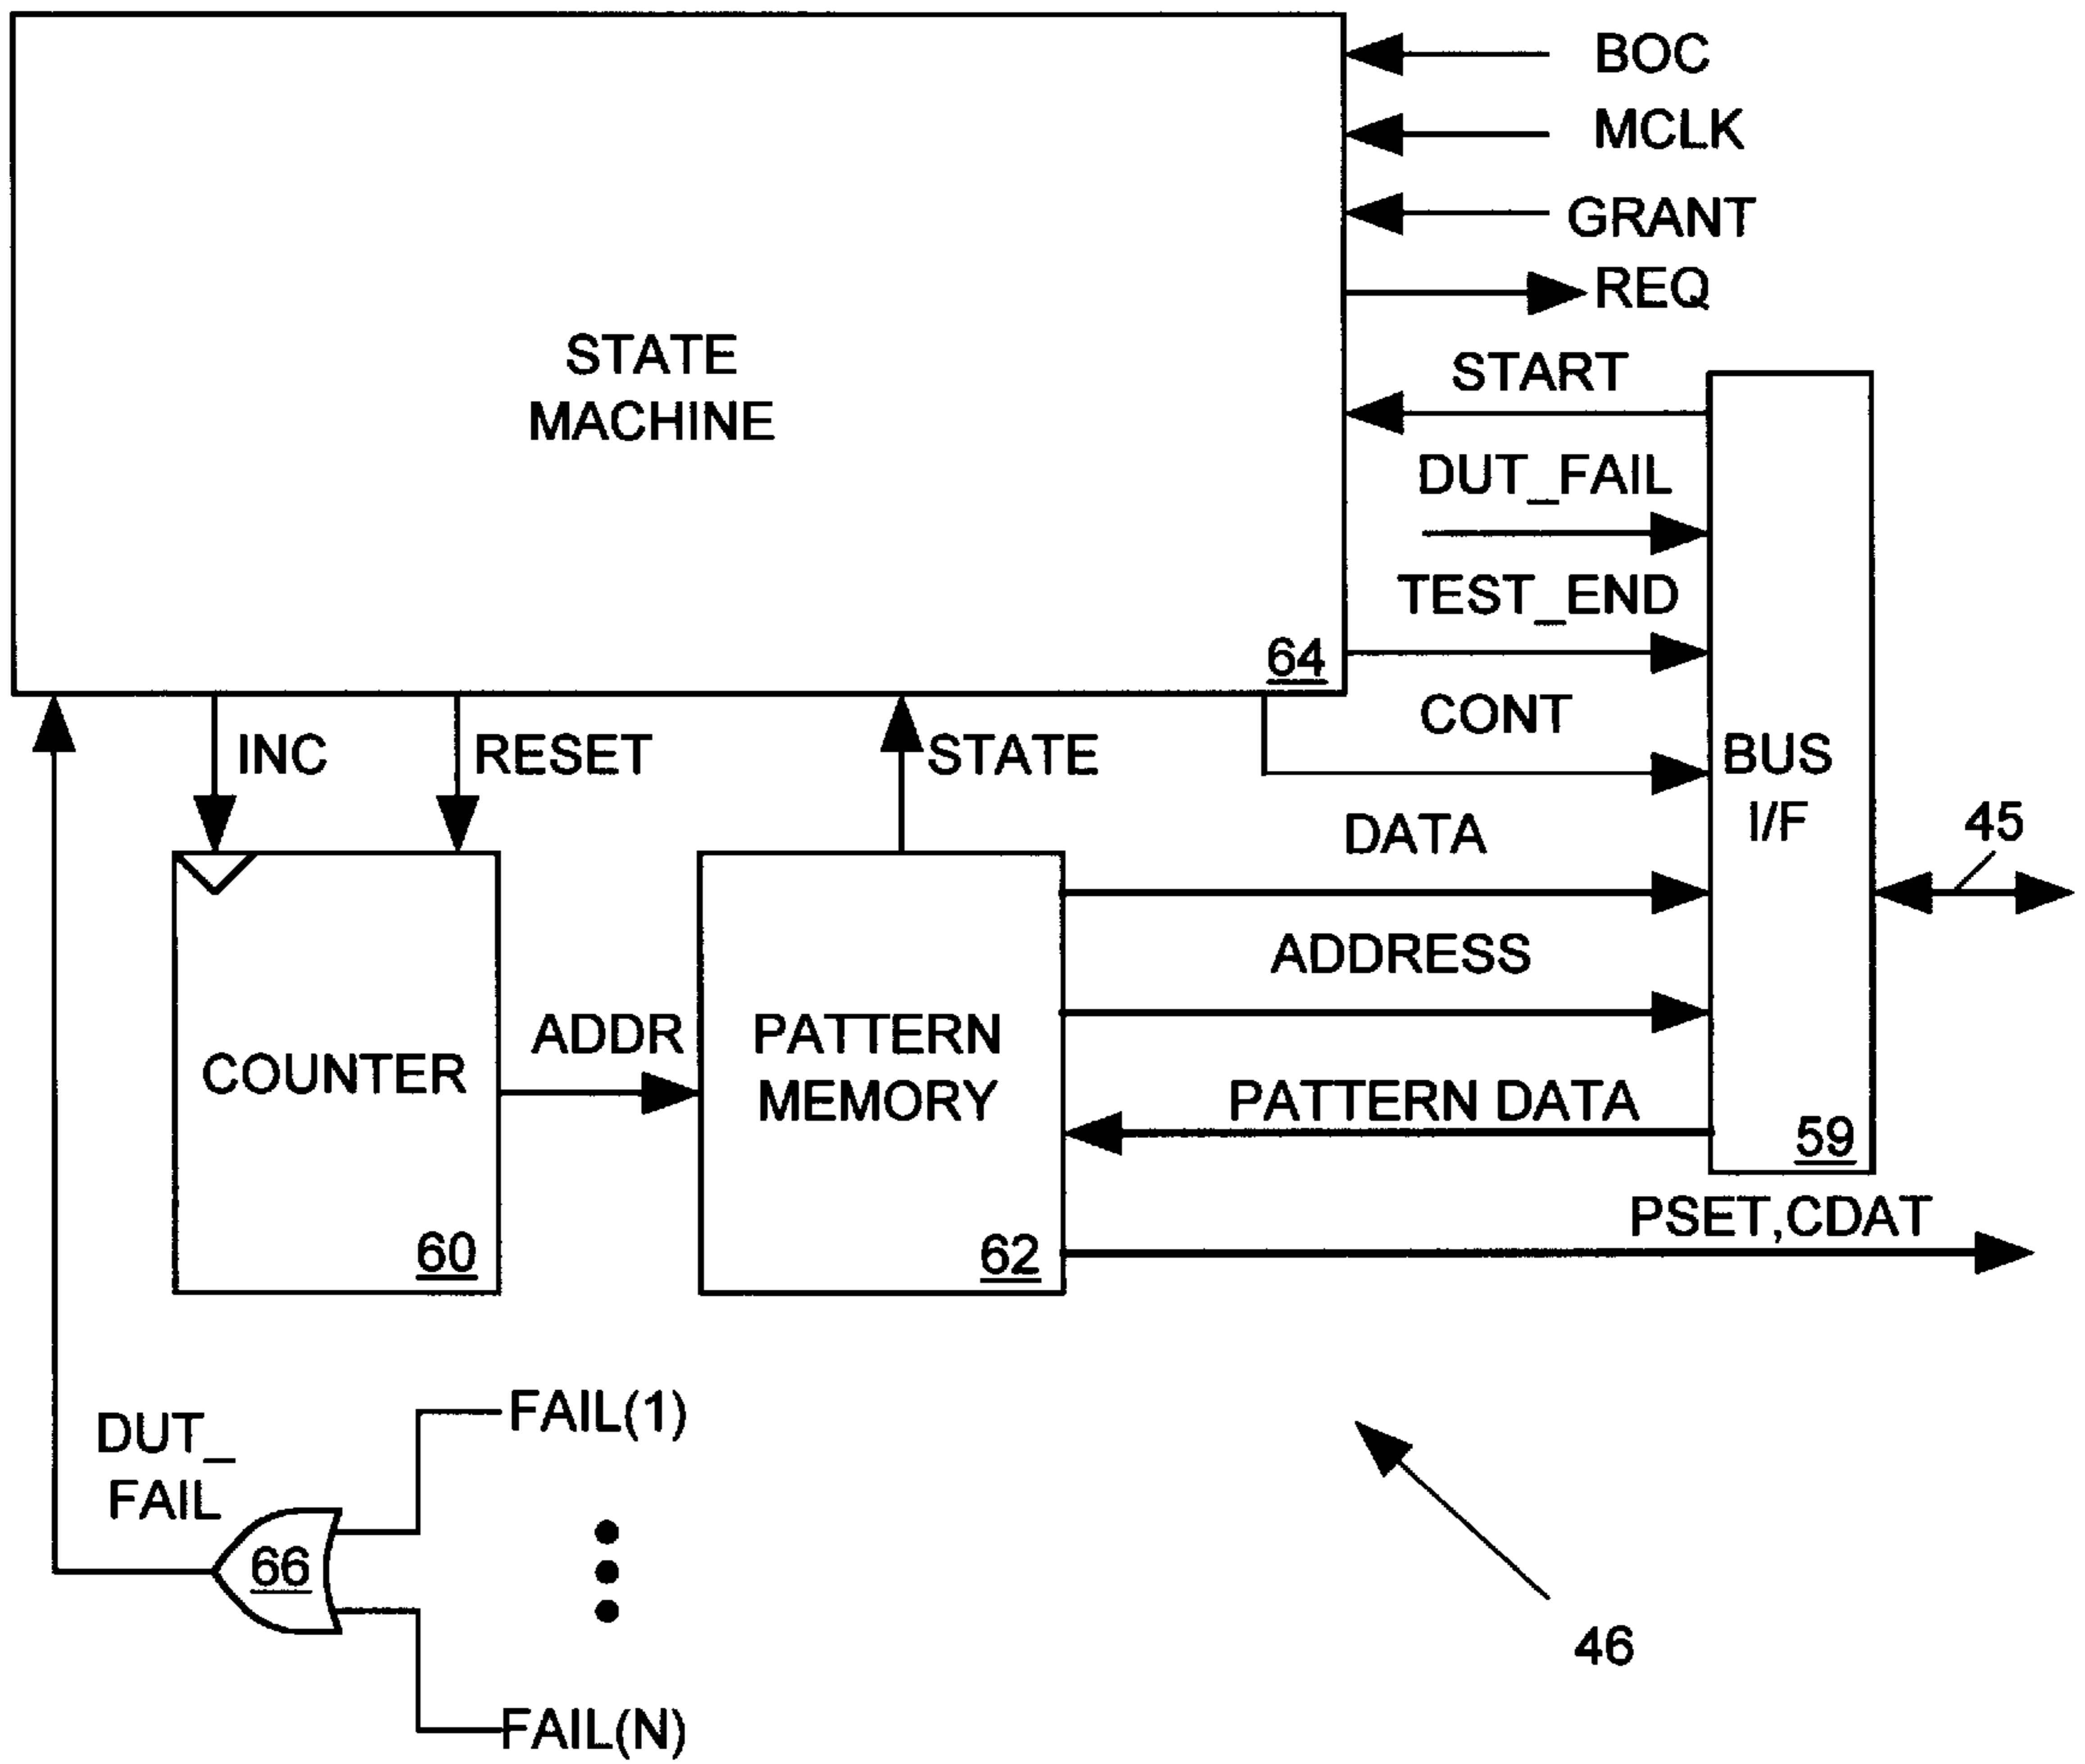 BOC
MCLK
GRANT
REQ
STATE
MACHINE
64
START
DUT_FAIL
TEST_END
CONT
INC
RESET
STATE
BUS
I/F
DATA
45
ADDRESS
COUNTER
60
ADDR
PATTERN
MEMORY
62
PATTERN DATA
59
PSET,CDAT
DUT_
FAIL
66
FAIL(1)
FAIL(N)
46